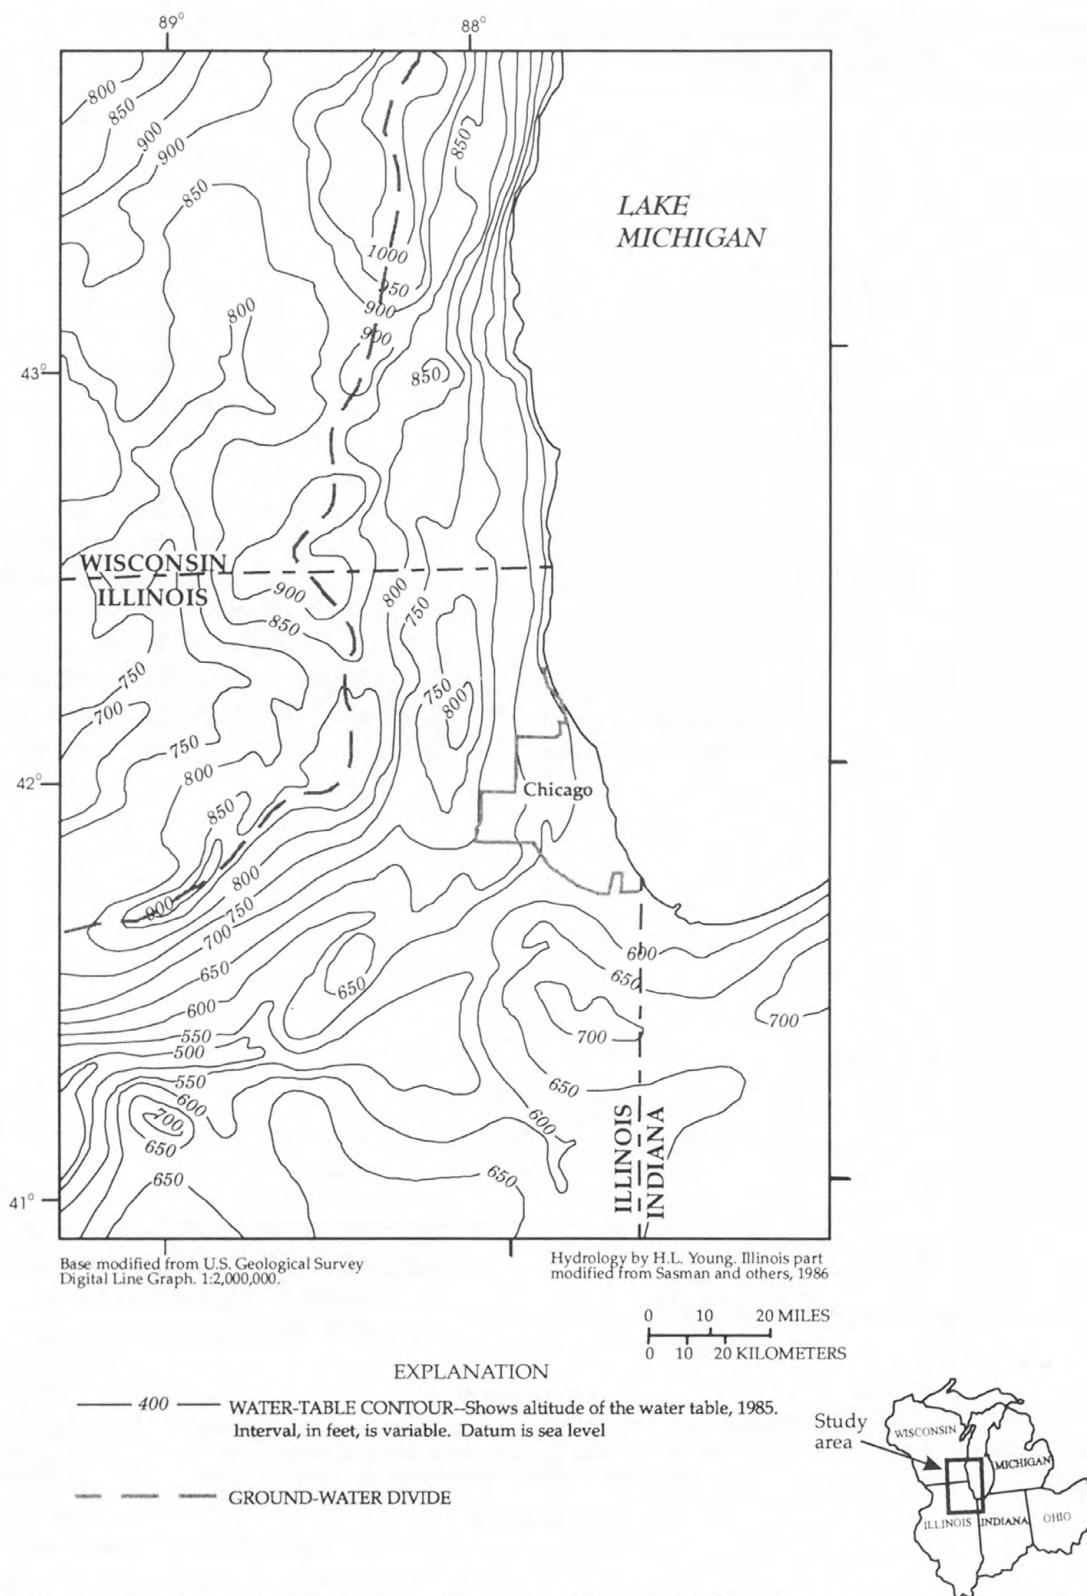 89°
88°
800
850
900
900
850
850
LAKE
MICHIGAN
1000
950
900
800
900
43°
850
WISCONSIN
ILLINOIS
900
800
850
750
750
750
700
800
750
800
42°
Chicago
850
800
900
750
700
600
650
650
650
700
600
700
550
500
550
650
600
700
600
650
650
650
41°
ILLINOIS
INDIANA
Base modified from U.S. Geological Survey
Digital Line Graph. 1:2,000,000.
Hydrology by H.L. Young. Illinois part
modified from Sasman and others, 1986
0 10 20 MILES
0 10 20 KILOMETERS
EXPLANATION
400 WATER-TABLE CONTOUR--Shows altitude of the water table, 1985.
Interval, in feet, is variable. Datum is sea level
GROUND-WATER DIVIDE
Study
area
WISCONSIN
MICHIGAN
ILLINOIS
INDIANA
OHIO